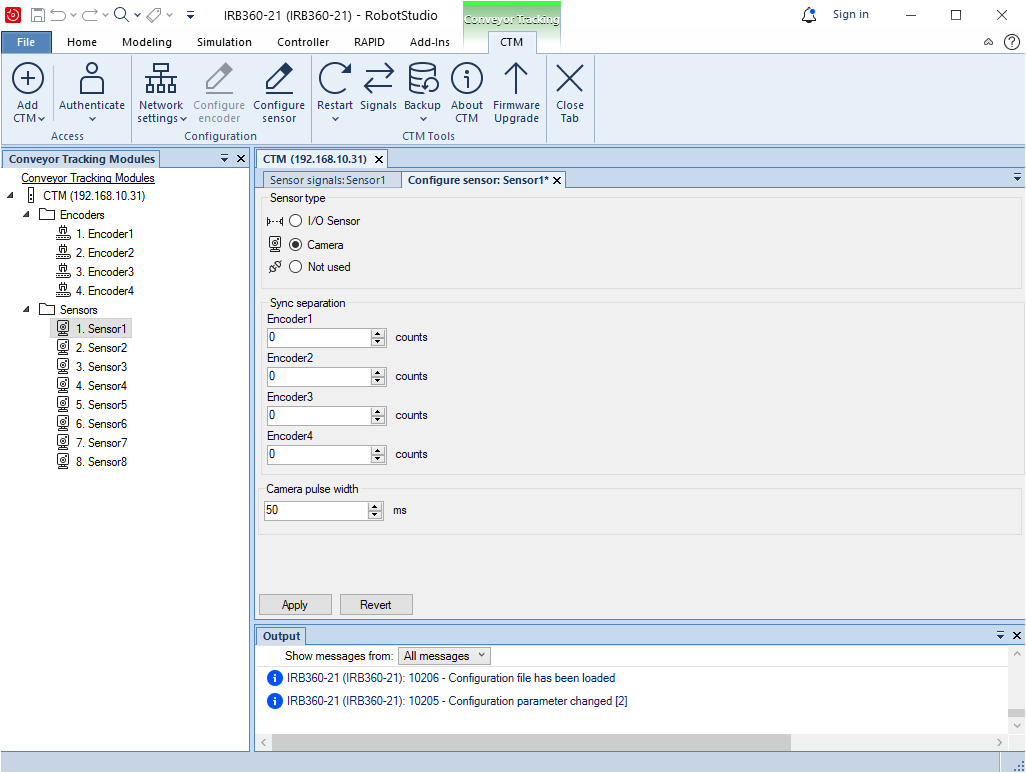 IRB360-21 (IRB360-21) - RobotStudio
Conveyor Tracking
Sign in
File Home Modeling Simulation Controller RAPID Add-Ins CTM
Add CTM
Authenticate
Access
Network settings
Configure encoder
Configure sensor
Configuration
Restart
Signals
Backup
About CTM
Firmware Upgrade
CTM Tools
Close Tab
Conveyor Tracking Modules
Conveyor Tracking Modules
CTM (192.168.10.31)
Encoders
1. Encoder1
2. Encoder2
3. Encoder3
4. Encoder4
Sensors
1. Sensor1
2. Sensor2
3. Sensor3
4. Sensor4
5. Sensor5
6. Sensor6
7. Sensor7
8. Sensor8
CTM (192.168.10.31)
Sensor signals: Sensor1
Configure sensor: Sensor1*
Sensor type
I/O Sensor
Camera
Not used
Sync separation
Encoder1
0 counts
Encoder2
0 counts
Encoder3
0 counts
Encoder4
0 counts
Camera pulse width
50 ms
Apply Revert
Output
Show messages from: All messages
IRB360-21 (IRB360-21): 10206 - Configuration file has been loaded
IRB360-21 (IRB360-21): 10205 - Configuration parameter changed [2]